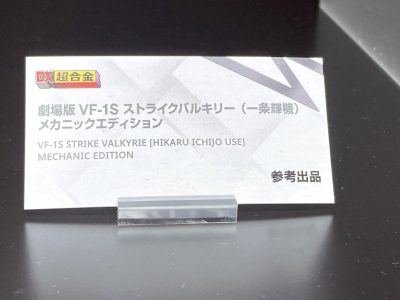 DX超合金
劇場版 VF-1S ストライクバルキリー（一条輝機）
メカニックエディション
VF-1S STRIKE VALKYRIE [HIKARU ICHIJO USE]
MECHANIC EDITION
参考出品